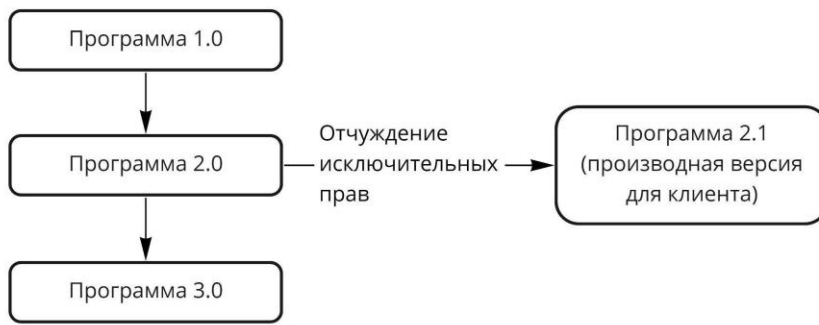 Программа 1.0
Программа 2.0
Отчуждение
исключительных
прав
Программа 2.1
(производная версия
для клиента)
Программа 3.0